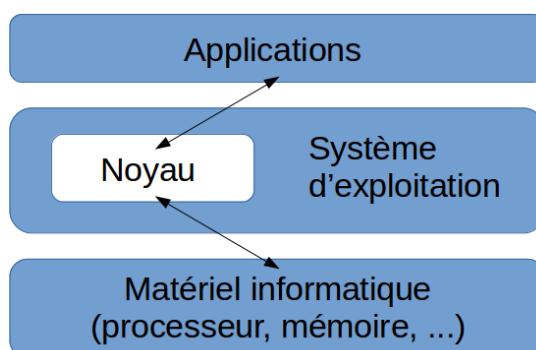 Applications
Noyau
Système
d'exploitation
Matériel informatique
(processeur, mémoire, ...)